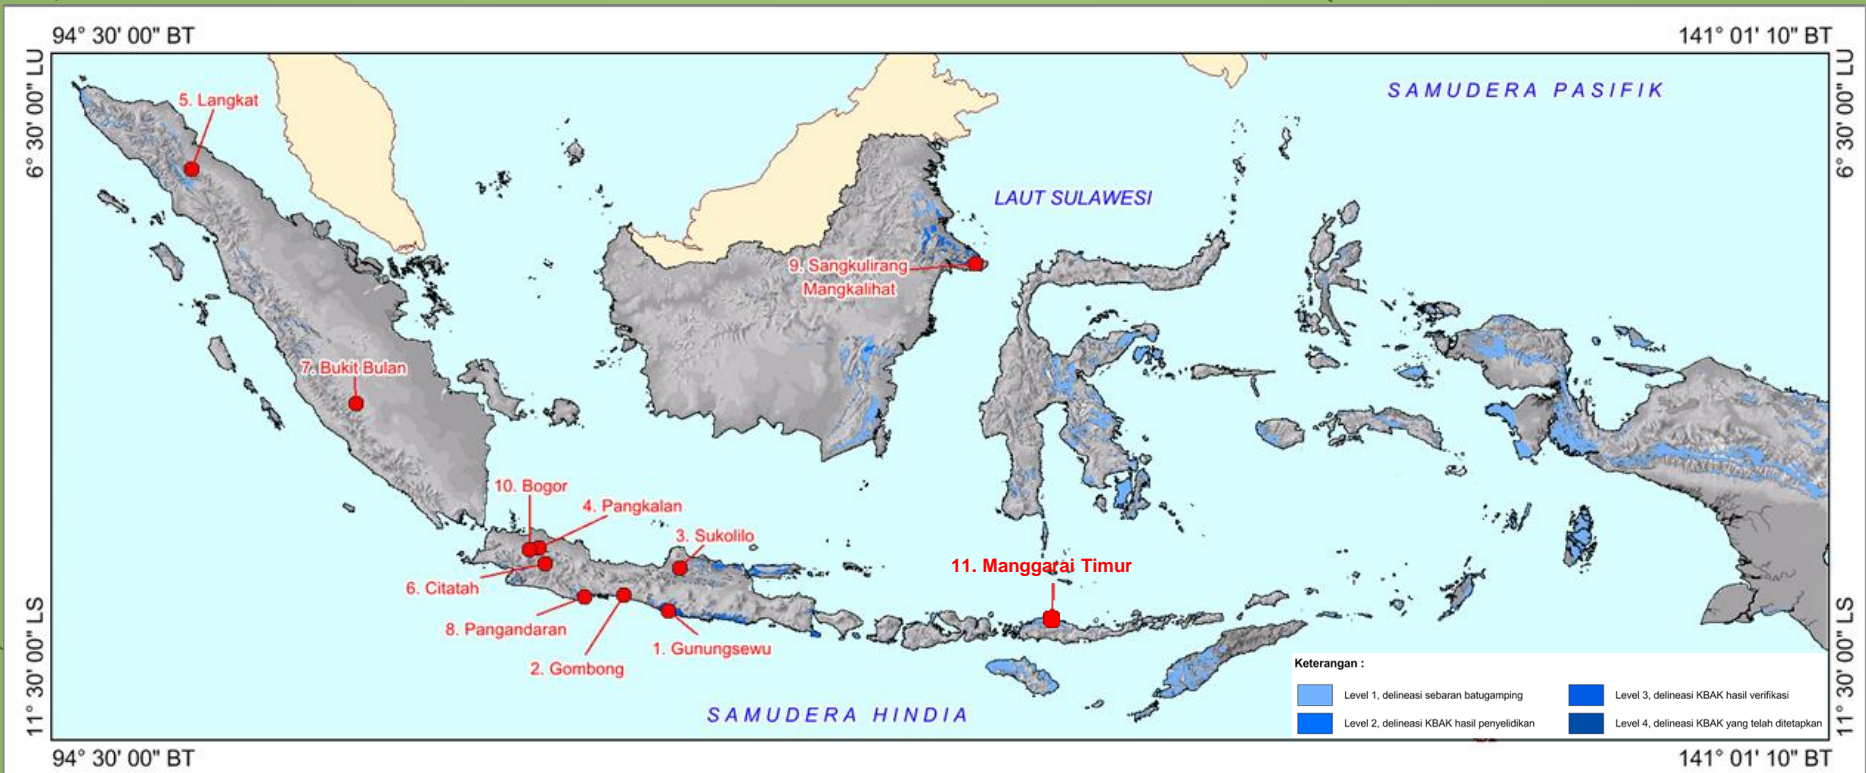 94° 30' 00" BT
141° 01' 10" BT
6° 30' 00" LU
6° 30' 00" LU
SAMUDERA PASIFIK
5. Langkat
LAUT SULAWESI
9. Sangkulirang
Mangkalihat
7. Bukit Bulan
10. Bogor
4. Pangkalan
3. Sukolilo
11. Manggarai Timur
6. Citatah
8. Pangandaran
1. Gunungsewu
2. Gombong
SAMUDERA HINDIA
11° 30' 00" LS
11° 30' 00" LS
Keterangan :
Level 1, delineasi sebaran batugamping
Level 3, delineasi KBAK hasil verifikasi
Level 2, delineasi KBAK hasil penyelidikan
Level 4, delineasi KBAK yang telah ditetapkan
94° 30' 00" BT
141° 01' 10" BT